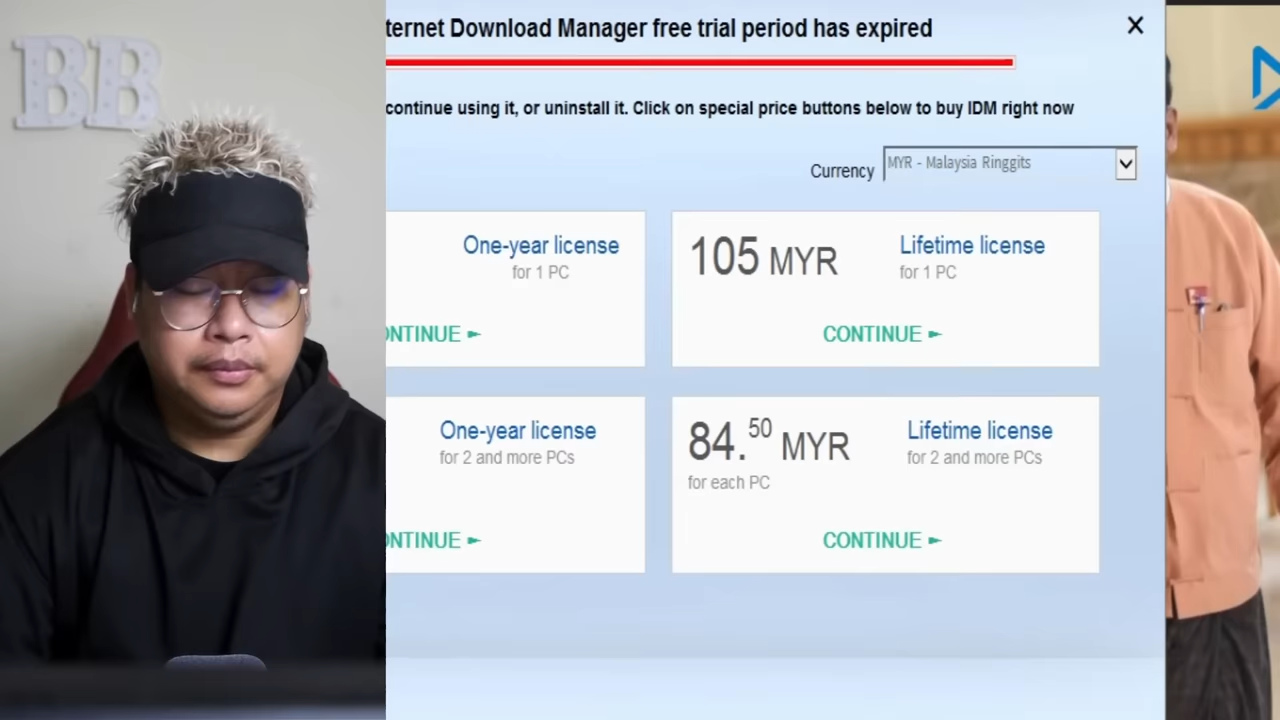 BB
ternet Download Manager free trial period has expired
continue using it, or uninstall it. Click on special price buttons below to buy IDM right now
Currency MYR - Malaysia Ringgits
One-year license
for 1 PC
ONTINUE ►
105 MYR
Lifetime license
for 1 PC
CONTINUE ►
One-year license
for 2 and more PCs
ONTINUE ►
84.50 MYR
for each PC
Lifetime license
for 2 and more PCs
CONTINUE ►